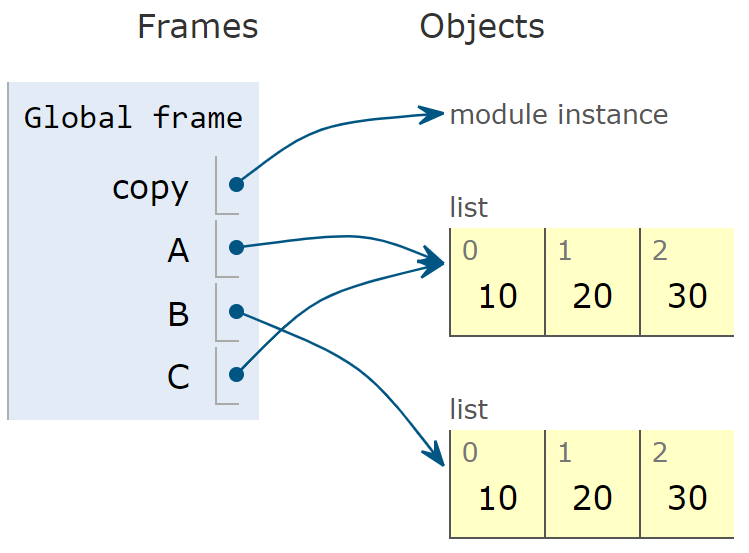 Frames Objects
Global frame
module instance
copy
list
A
0 1 2
10 20 30
B
C
list
0 1 2
10 20 30